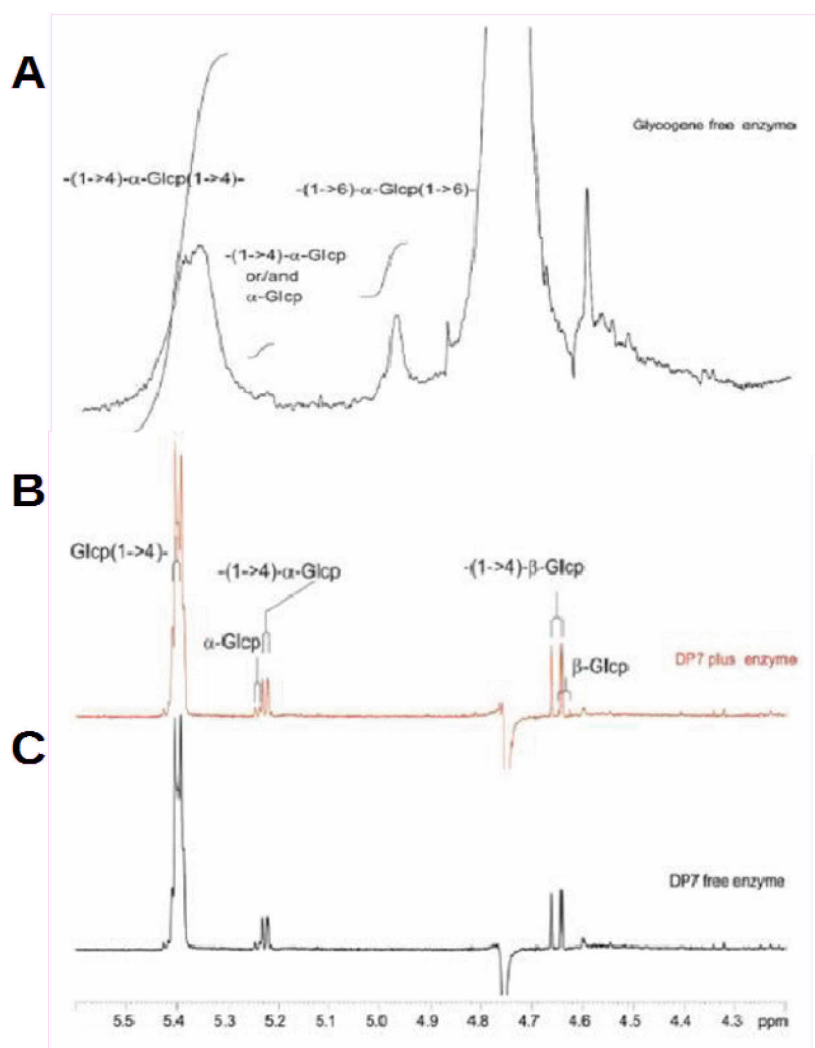 A
Glycogene free enzyme
-(1->4)-α-Glcp(1->4)-
-(1->6)-α-Glcp(1->6)-
-(1->4)-α-Glcp
or/and
α-Glcp
B
Glcp(1->4)-
-(1->4)-α-Glcp
-(1->4)-β-Glcp
α-Glcp
β-Glcp
DP7 plus enzyme
C
DP7 free enzyme
5.5 5.4 5.3 5.2 5.1 5.0 4.9 4.8 4.7 4.6 4.5 4.4 4.3 ppm